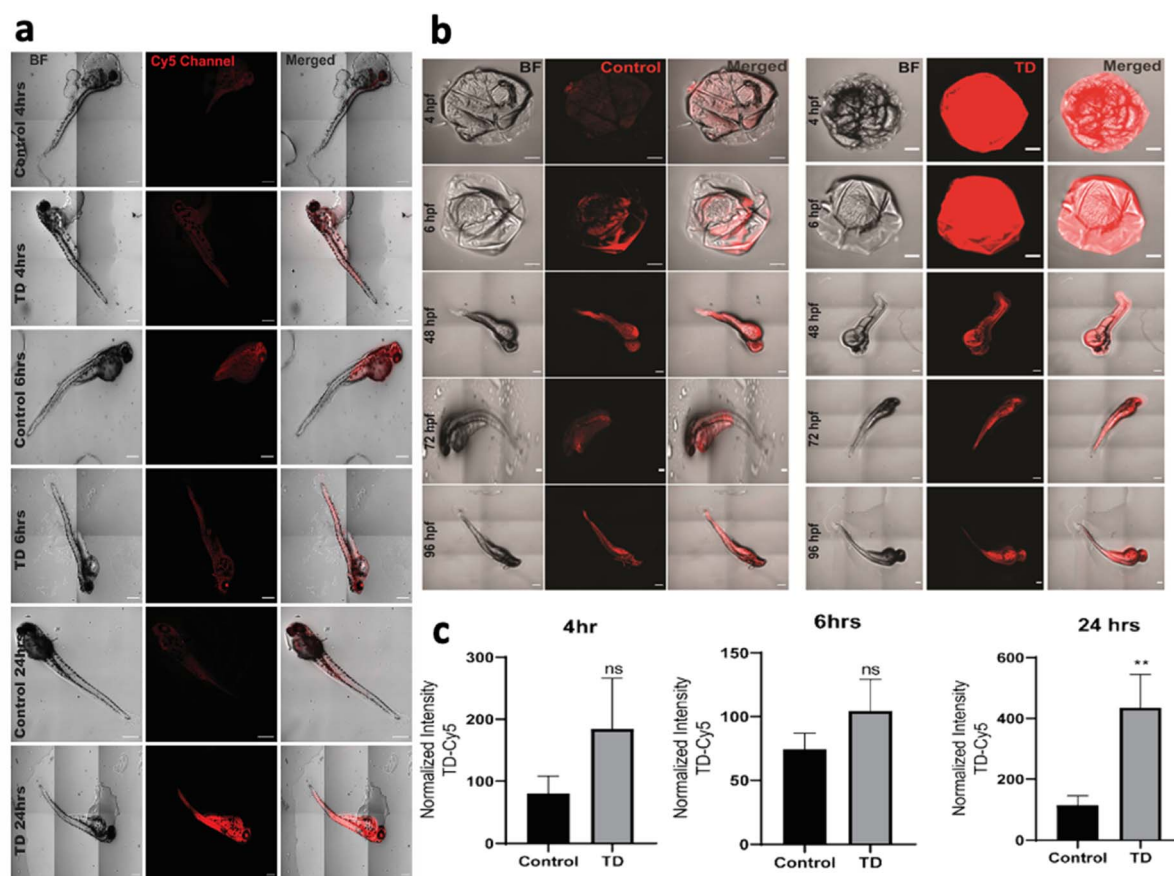 a
BF
Cy5 Channel
Merged
Control 4hrs
TD 4hrs
Control 6hrs
TD 6hrs
Control 24hrs
TD 24hrs
b
BF
Control
Merged
4 hpf
6 hpf
48 hpf
72 hpf
96 hpf
BF
TD
Merged
4 hpf
6 hpf
48 hpf
72 hpf
96 hpf
c
4hr
Normalized Intensity
TD-Cy5
300
200
100
0
ns
Control
TD
6hrs
Normalized Intensity
TD-Cy5
150
100
50
0
ns
Control
TD
24 hrs
Normalized Intensity
TD-Cy5
600
400
200
0
**
Control
TD